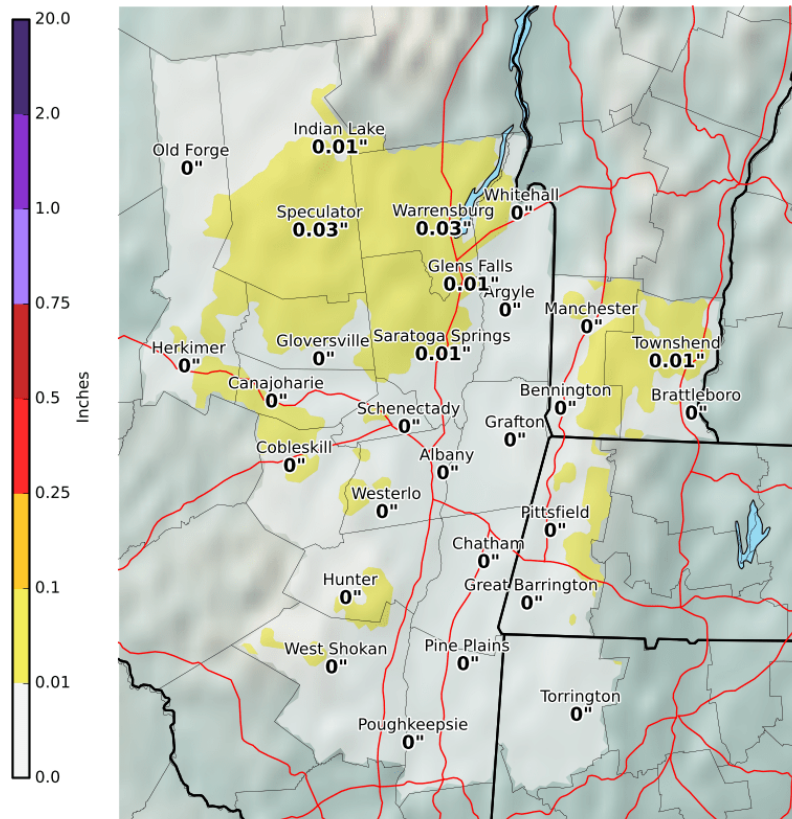 20.0
2.0
1.0
0.75
0.5
0.25
0.1
0.01
0.0
Inches
Old Forge
0"
Indian Lake
0.01"
Speculator
0.03"
Warrensburg
0.03"
Whitehall
0"
Glens Falls
0.01"
Argyle
0"
Manchester
0"
Herkimer
0"
Gloversville
0"
Saratoga Springs
0.01"
Townshend
0.01"
Canajoharie
0"
Schenectady
0"
Bennington
0"
Brattleboro
0"
Grafton
0"
Cobleskill
0"
Albany
0"
Westerlo
0"
Pittsfield
0"
Chatham
0"
Hunter
0"
Great Barrington
0"
West Shokan
0"
Pine Plains
0"
Torrington
0"
Poughkeepsie
0"